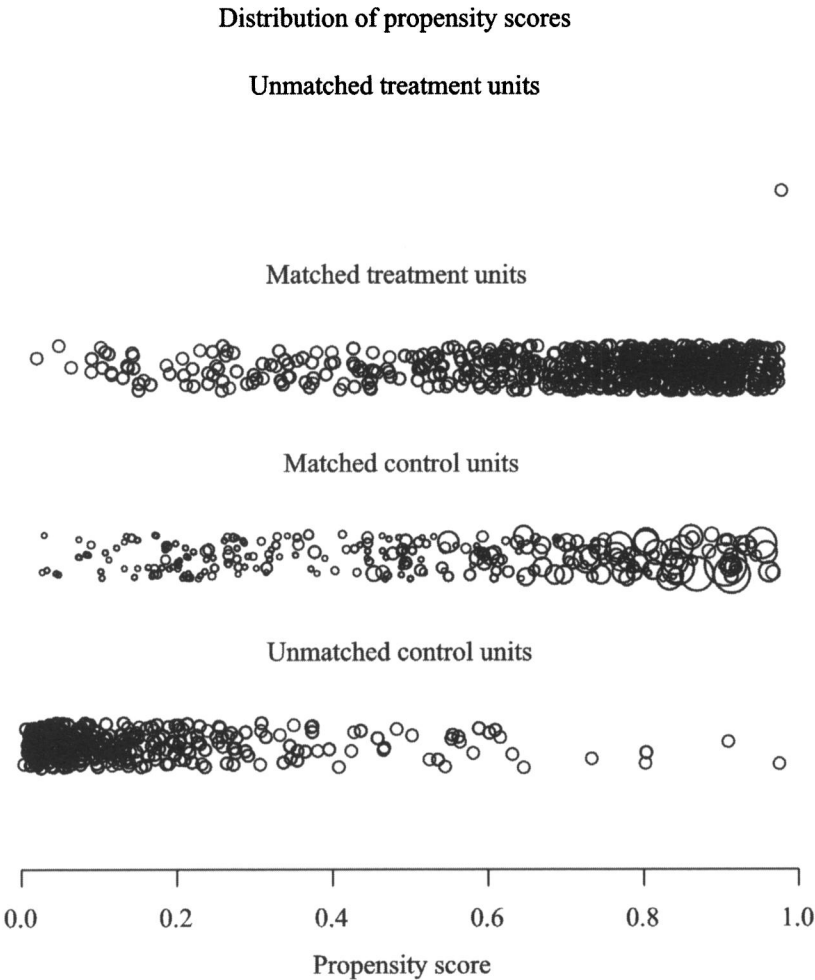 Distribution of propensity scores
Unmatched treatment units
Matched treatment units
Matched control units
Unmatched control units
0.0 0.2 0.4 0.6 0.8 1.0
Propensity score